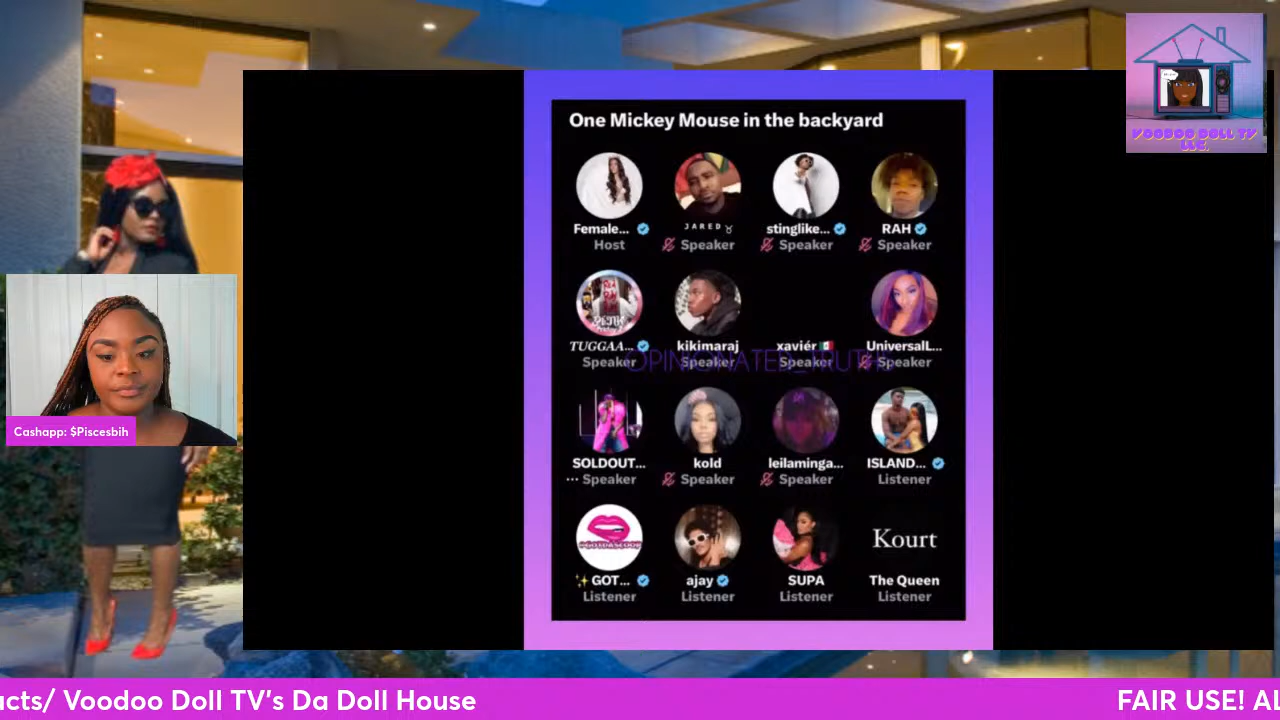 One Mickey Mouse in the backyard
Female...
JARED
stinglike...
RAH
Host
Speaker
Speaker
Speaker
TUGGAA...
kikimaraj
xaviér
UniversalL...
Speaker
Speaker
Speaker
Speaker
OPINIONATED_TRUTH
SOLDOUT...
kold
leilaminga...
ISLAND...
... Speaker
Speaker
Speaker
Listener
Kourt
✨GOT...
ajay
SUPA
The Queen
Listener
Listener
Listener
Listener
VOODOO DOLL TV
LLC.
Cashapp: $Piscesbih
acts/ Voodoo Doll TV's Da Doll House
FAIR USE! AL